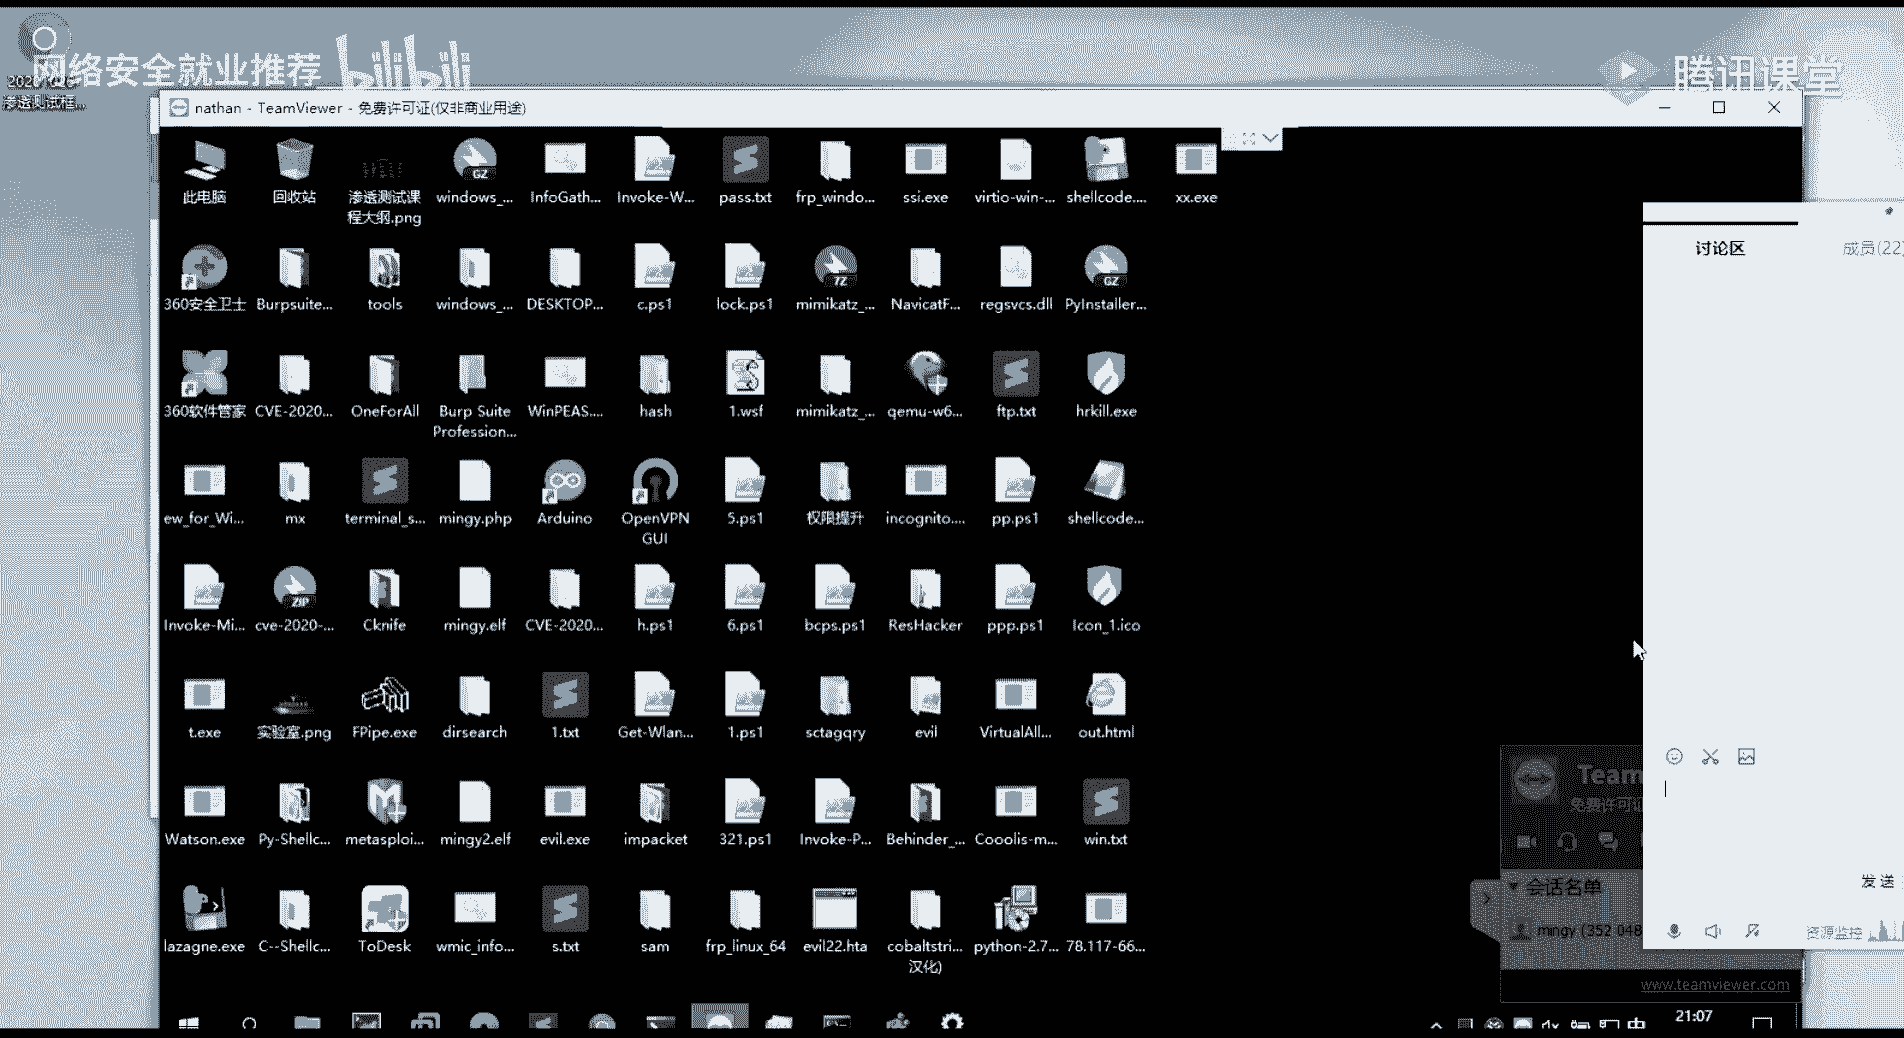 网络安全就业推荐
bilibili
腾讯课堂
nathan - TeamViewer - 免费许可证(仅非商业用途)
此电脑
回收站
渗透测试课
程大纲.png
windows_...
InfoGath...
Invoke-W...
pass.txt
frp_windo...
ssi.exe
virtio-win-...
shellcode....
xx.exe
讨论区
成员(22)
360安全卫士
Burpsuite...
tools
windows_...
DESKTOP...
c.ps1
lock.ps1
mimikatz_...
NavicatF...
regsvcs.dll
PyInstaller...
360软件管家
CVE-2020...
OneForAll
Burp Suite
Profession...
WinPEAS....
hash
1.wsf
mimikatz_...
qemu-w6...
ftp.txt
hrkill.exe
ew_for_Wi...
mx
terminal_s...
mingy.php
Arduino
OpenVPN
GUI
5.ps1
权限提升
incognito....
pp.ps1
shellcode...
Invoke-Mi...
cve-2020-...
Cknife
mingy.elf
CVE-2020...
h.ps1
6.ps1
bcps.ps1
ResHacker
ppp.ps1
Icon_1.ico
t.exe
实验室.png
FPipe.exe
dirsearch
1.txt
Get-Wlan...
1.ps1
sctagqry
evil
VirtualAll...
out.html
Watson.exe
Py-Shellc...
metasploi...
mingy2.elf
evil.exe
impacket
321.ps1
Invoke-P...
Behinder_...
Cooolis-m...
win.txt
Team
免费许可
lazagne.exe
C--Shellc...
ToDesk
wmic_info...
s.txt
sam
frp_linux_64
evil22.hta
cobaltstri...
汉化)
python-2.7...
78.117-66...
会话名单
mingy (352 048
发送
资源监控
www.teamviewer.com
中
21:07